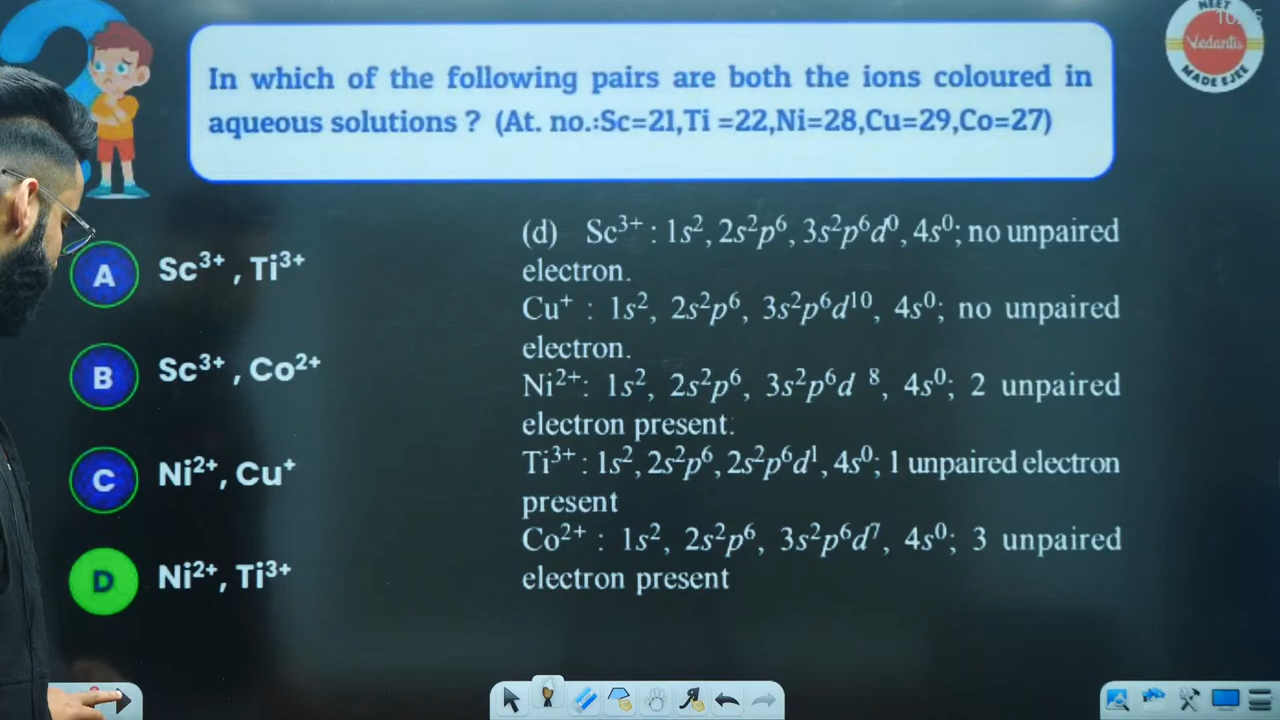 In which of the following pairs are both the ions coloured in
aqueous solutions ? (At. no.:Sc=21,Ti =22,Ni=28,Cu=29,Co=27)
NEET
Vedantu
MADE EJEE
A Sc³⁺ , Ti³⁺
B Sc³⁺ , Co²⁺
C Ni²⁺, Cu⁺
D Ni²⁺, Ti³⁺
(d) Sc³⁺ : 1s², 2s²p⁶, 3s²p⁶d⁰, 4s⁰; no unpaired
electron.
Cu⁺ : 1s², 2s²p⁶, 3s²p⁶d¹⁰, 4s⁰; no unpaired
electron.
Ni²⁺: 1s², 2s²p⁶, 3s²p⁶d ⁸, 4s⁰; 2 unpaired
electron present.
Ti³⁺ : 1s², 2s²p⁶, 2s²p⁶d¹, 4s⁰; 1 unpaired electron
present
Co²⁺ : 1s², 2s²p⁶, 3s²p⁶d⁷, 4s⁰; 3 unpaired
electron present